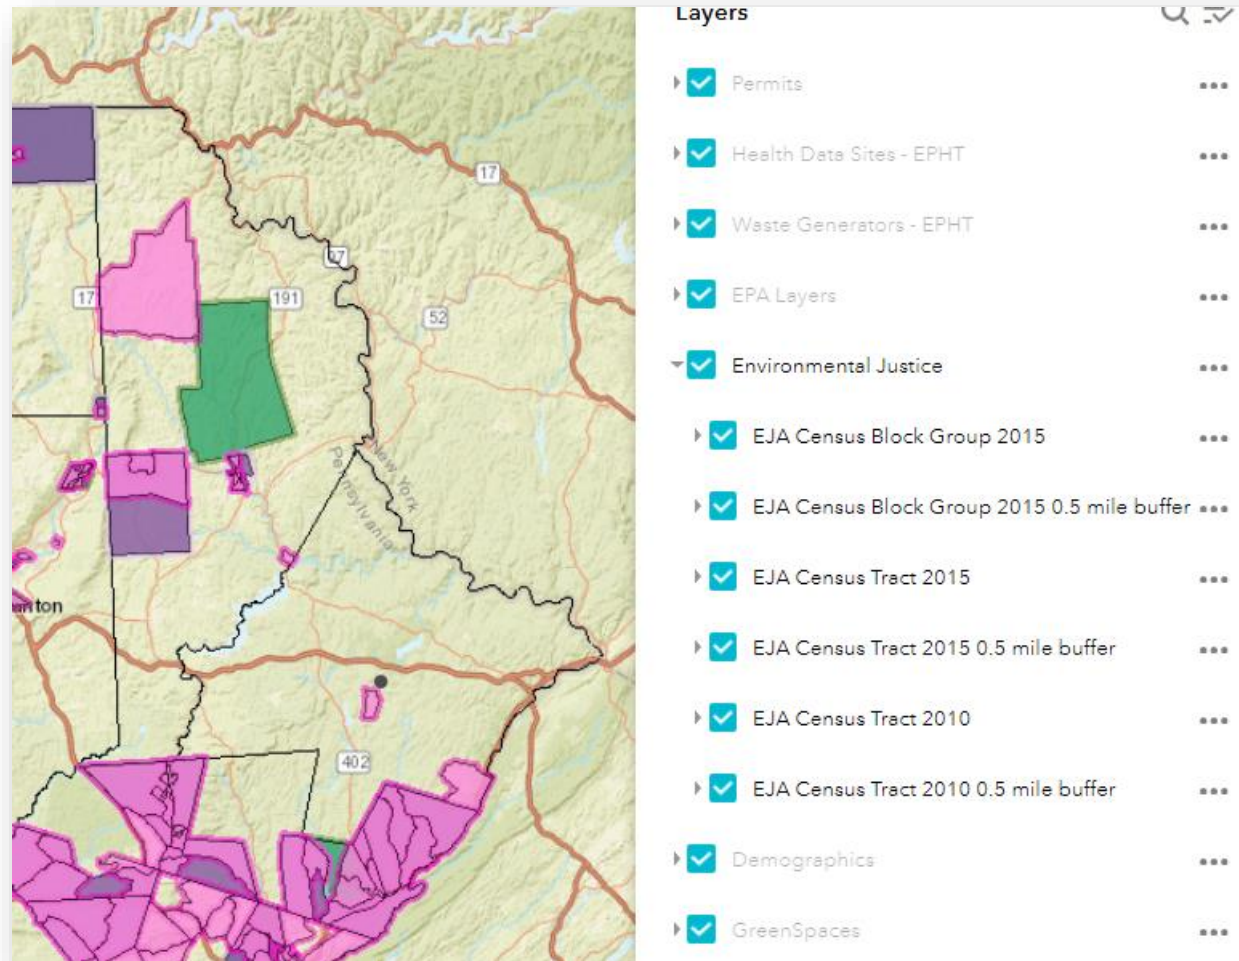 Layers
Permits
Health Data Sites - EPHT
Waste Generators - EPHT
EPA Layers
Environmental Justice
EJA Census Block Group 2015
EJA Census Block Group 2015 0.5 mile buffer
EJA Census Tract 2015
EJA Census Tract 2015 0.5 mile buffer
EJA Census Tract 2010
EJA Census Tract 2010 0.5 mile buffer
Demographics
GreenSpaces
17
17
191
52
New York
Pennsylvania
402